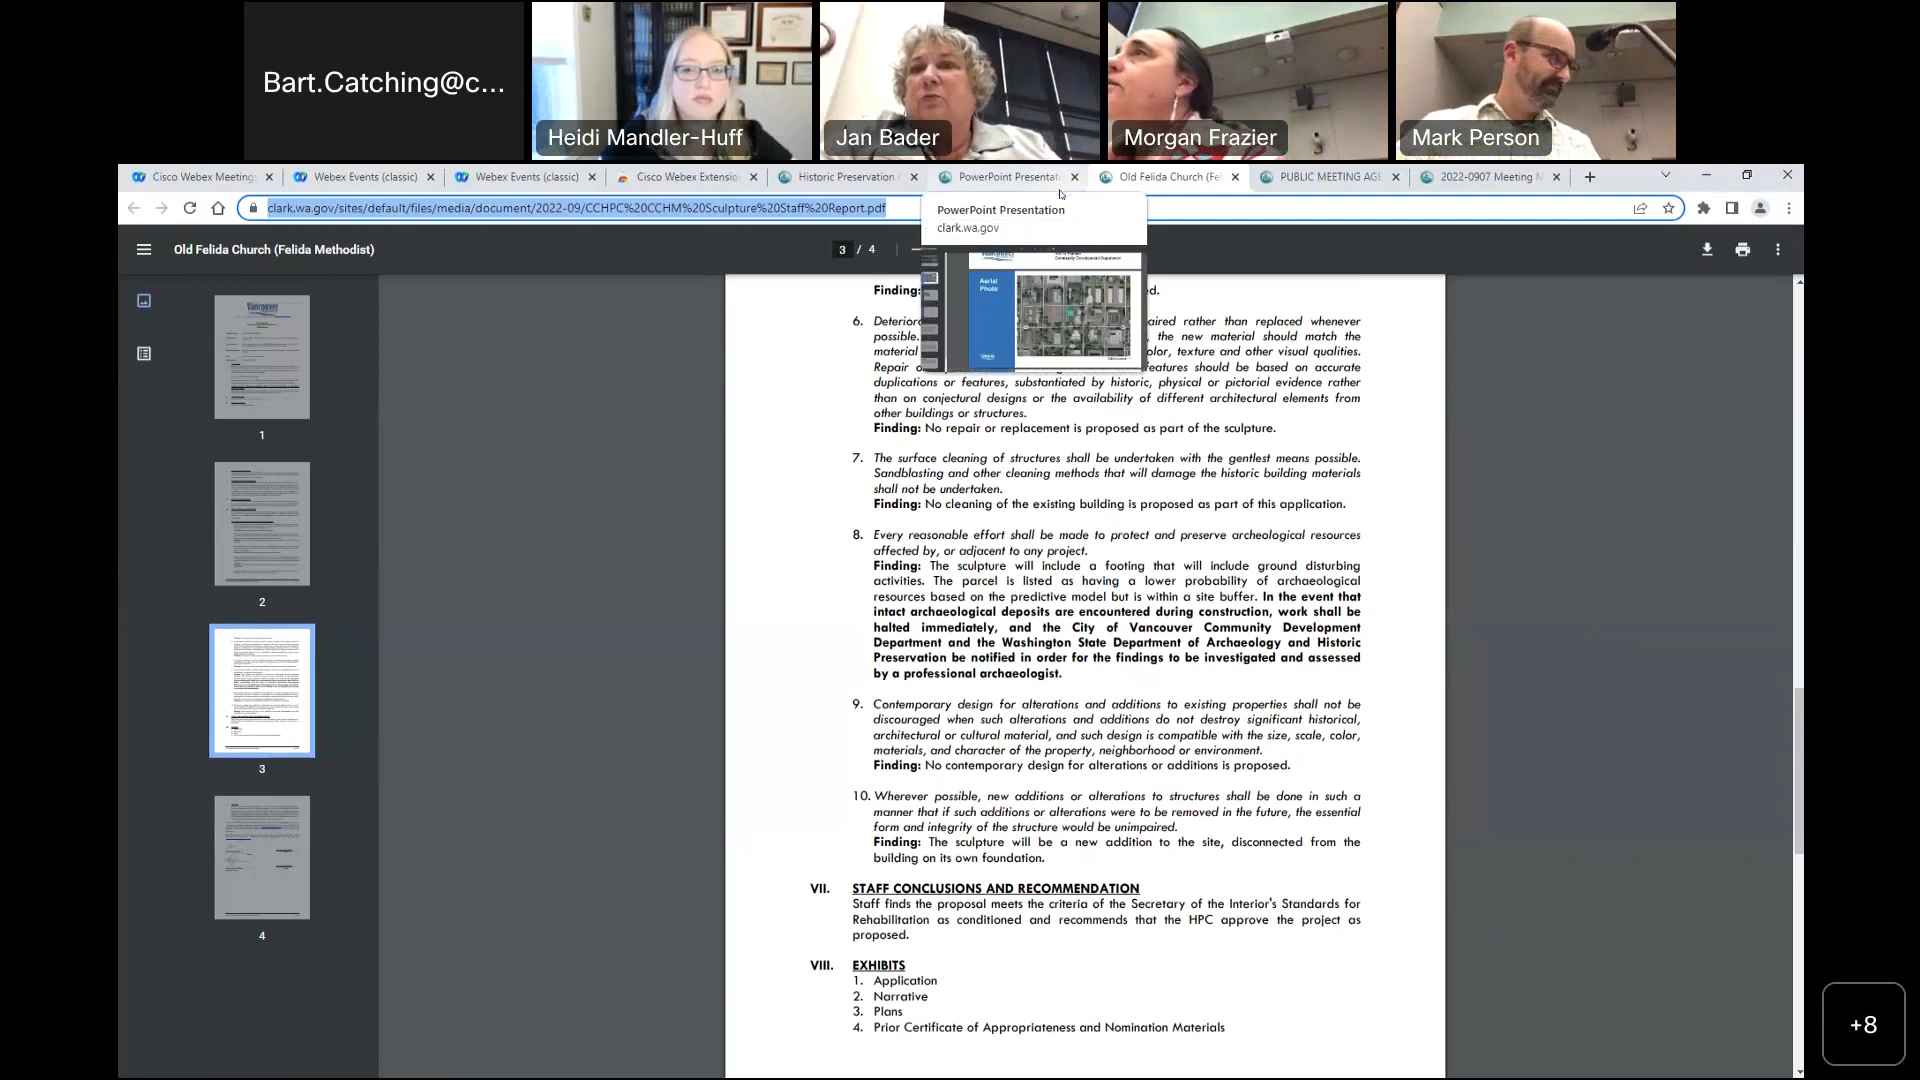 Bart.Catching@c...
Heidi Mandler-Huff
Jan Bader
Morgan Frazier
Mark Person
Cisco Webex Meetings
Webex Events (classic)
Webex Events (classic)
Cisco Webex Extension
Historic Preservation
PowerPoint Presentati
Old Felida Church (Fel
PUBLIC MEETING AGE
2022-0907 Meeting M
clark.wa.gov/sites/default/files/media/document/2022-09/CCHPC%20CCHM%20Sculpture%20Staff%20Report.pdf
PowerPoint Presentation
clark.wa.gov
Old Felida Church (Felida Methodist)
3 / 4
Vancouver
Community Development Department
Aerial
Photo
Vancouver
1
2
3
4
Finding: ed.
6. Deteriora aired rather than replaced whenever
possible. , the new material should match the
material olor, texture and other visual qualities.
Repair o features should be based on accurate
duplications or features, substantiated by historic, physical or pictorial evidence rather
than on conjectural designs or the availability of different architectural elements from
other buildings or structures.
Finding: No repair or replacement is proposed as part of the sculpture.
7. The surface cleaning of structures shall be undertaken with the gentlest means possible.
Sandblasting and other cleaning methods that will damage the historic building materials
shall not be undertaken.
Finding: No cleaning of the existing building is proposed as part of this application.
8. Every reasonable effort shall be made to protect and preserve archeological resources
affected by, or adjacent to any project.
Finding: The sculpture will include a footing that will include ground disturbing
activities. The parcel is listed as having a lower probability of archaeological
resources based on the predictive model but is within a site buffer. In the event that
intact archaeological deposits are encountered during construction, work shall be
halted immediately, and the City of Vancouver Community Development
Department and the Washington State Department of Archaeology and Historic
Preservation be notified in order for the findings to be investigated and assessed
by a professional archaeologist.
9. Contemporary design for alterations and additions to existing properties shall not be
discouraged when such alterations and additions do not destroy significant historical,
architectural or cultural material, and such design is compatible with the size, scale, color,
materials, and character of the property, neighborhood or environment.
Finding: No contemporary design for alterations or additions is proposed.
10. Wherever possible, new additions or alterations to structures shall be done in such a
manner that if such additions or alterations were to be removed in the future, the essential
form and integrity of the structure would be unimpaired.
Finding: The sculpture will be a new addition to the site, disconnected from the
building on its own foundation.
VII. STAFF CONCLUSIONS AND RECOMMENDATION
Staff finds the proposal meets the criteria of the Secretary of the Interior's Standards for
Rehabilitation as conditioned and recommends that the HPC approve the project as
proposed.
VIII. EXHIBITS
1. Application
2. Narrative
3. Plans
4. Prior Certificate of Appropriateness and Nomination Materials
+8